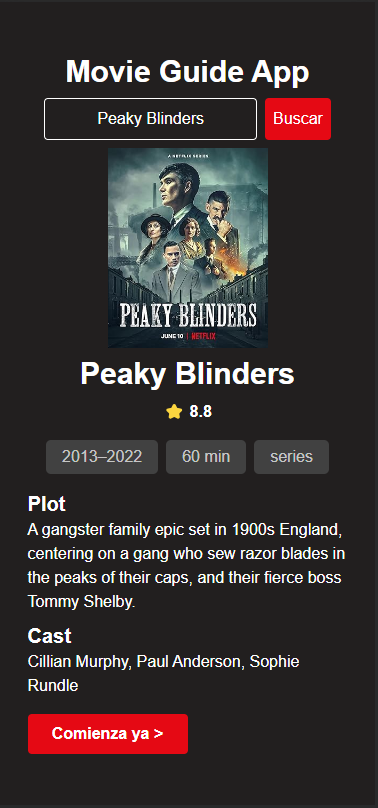 Movie Guide App
Peaky Blinders
Buscar
A NETFLIX SERIES
PEAKY BLINDERS
JUNE 10 | NETFLIX
Peaky Blinders
8.8
2013–2022
60 min
series
Plot
A gangster family epic set in 1900s England,
centering on a gang who sew razor blades in
the peaks of their caps, and their fierce boss
Tommy Shelby.
Cast
Cillian Murphy, Paul Anderson, Sophie
Rundle
Comienza ya >